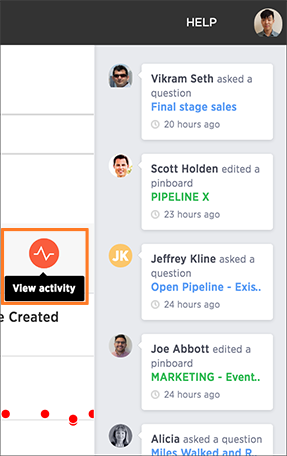 HELP
Vikram Seth asked a
question
Final stage sales
20 hours ago
Scott Holden edited a
pinboard
PIPELINE X
23 hours ago
View activity
e Created
JK
Jeffrey Kline asked a
question
Open Pipeline - Exis..
24 hours ago
Joe Abbott edited a
pinboard
MARKETING - Event..
24 hours ago
Alicia asked a question
Miles Walked and R..